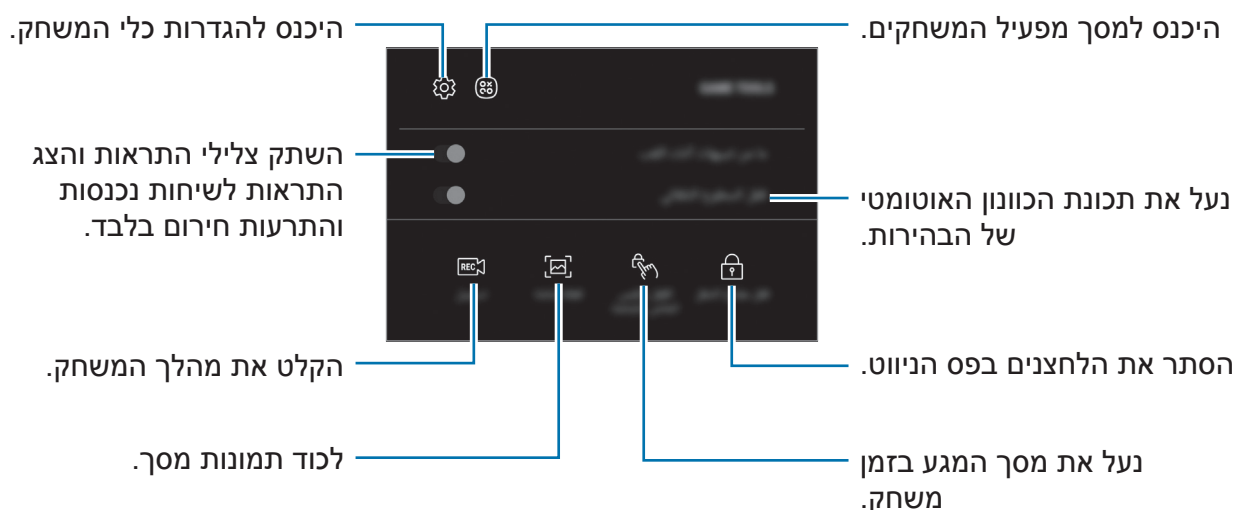 היכנס למסך מפעיל המשחקים.
היכנס להגדרות כלי המשחק.
השתק צלילי התראות והצג
התראות לשיחות נכנסות
והתרעות חירום בלבד.
נעל את תכונת הכוונון האוטומטי
של הבהירות.
REC
הסתר את הלחצנים בפס הניווט.
הקלט את מהלך המשחק.
נעל את מסך המגע בזמן
משחק.
לכוד תמונות מסך.